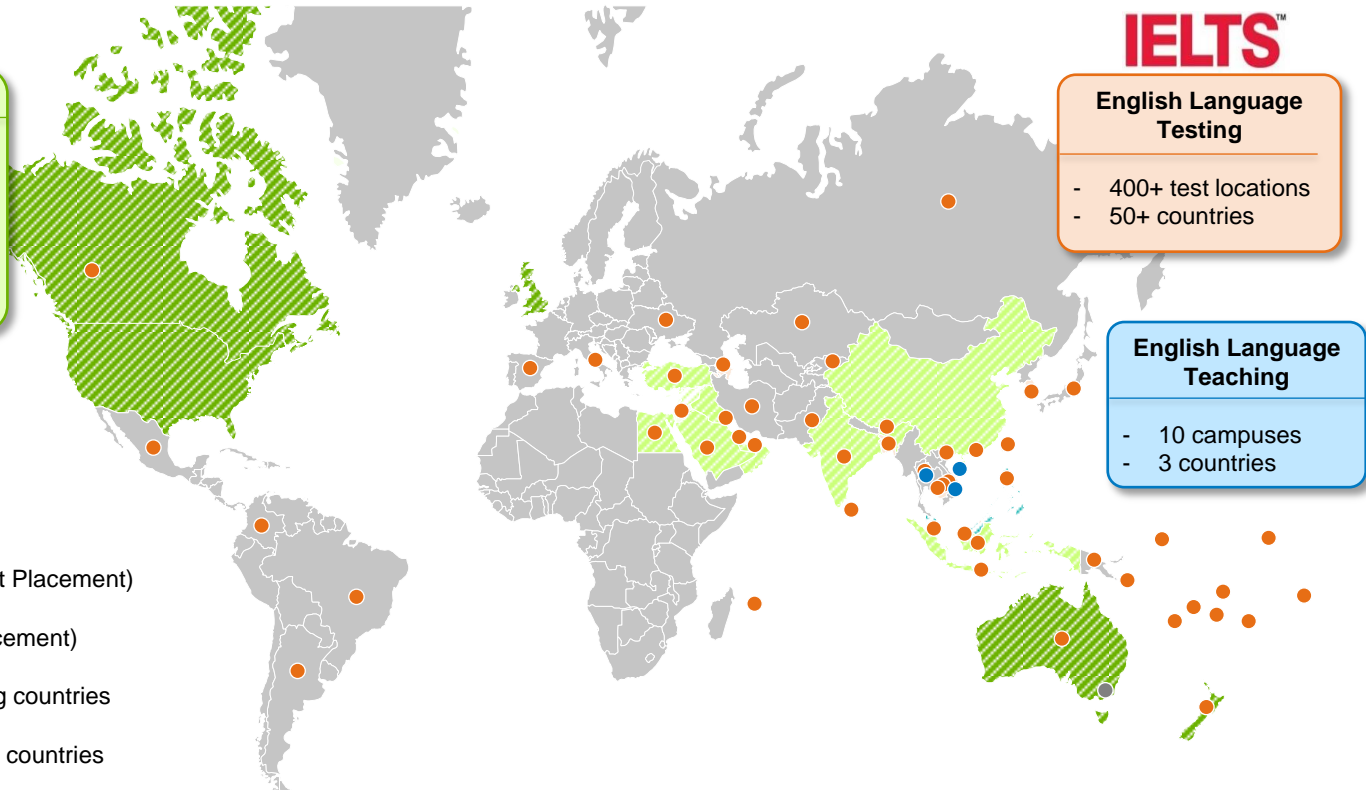 IELTS™
English Language
Testing
- 400+ test locations
- 50+ countries
English Language
Teaching
- 10 campuses
- 3 countries
Placement)
countries
countries